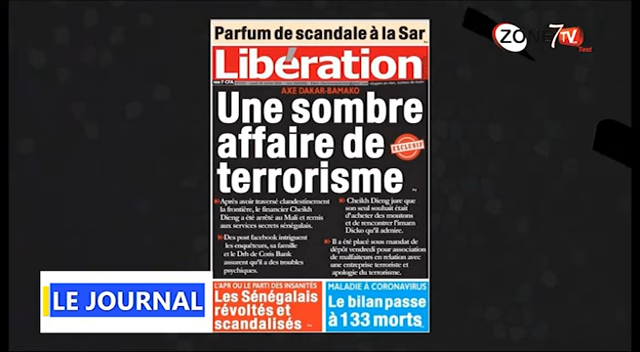 Parfum de scandale à la Sar
ZONE 7 TV
Test
Libération
AXE DAKAR-BAMAKO
Une sombre
affaire de
terrorisme
EXCLUSIF
Après avoir traversé clandestinement
la frontière, le financier Cheikh
Dieng a été arrêté au Mali et remis
aux services secrets sénégalais.
Des post facebook intriguent
les enquêteurs, sa famille
et le Drh de Coris Bank
assurent qu'il a des troubles
psychiques.
Cheikh Dieng jure que
son seul souhait était
d'acheter des moutons
et de rencontrer l'imam
Dicko qu'il admire.
Il a été placé sous mandat de
dépôt vendredi pour association
de malfaiteurs en relation avec
une entreprise terroriste et
apologie du terrorisme.
L'APR OU LE PARTI DES INSANITÉS
Les Sénégalais
révoltés et
scandalisés
MALADIE À CORONAVIRUS
Le bilan passe
à 133 morts
LE JOURNAL